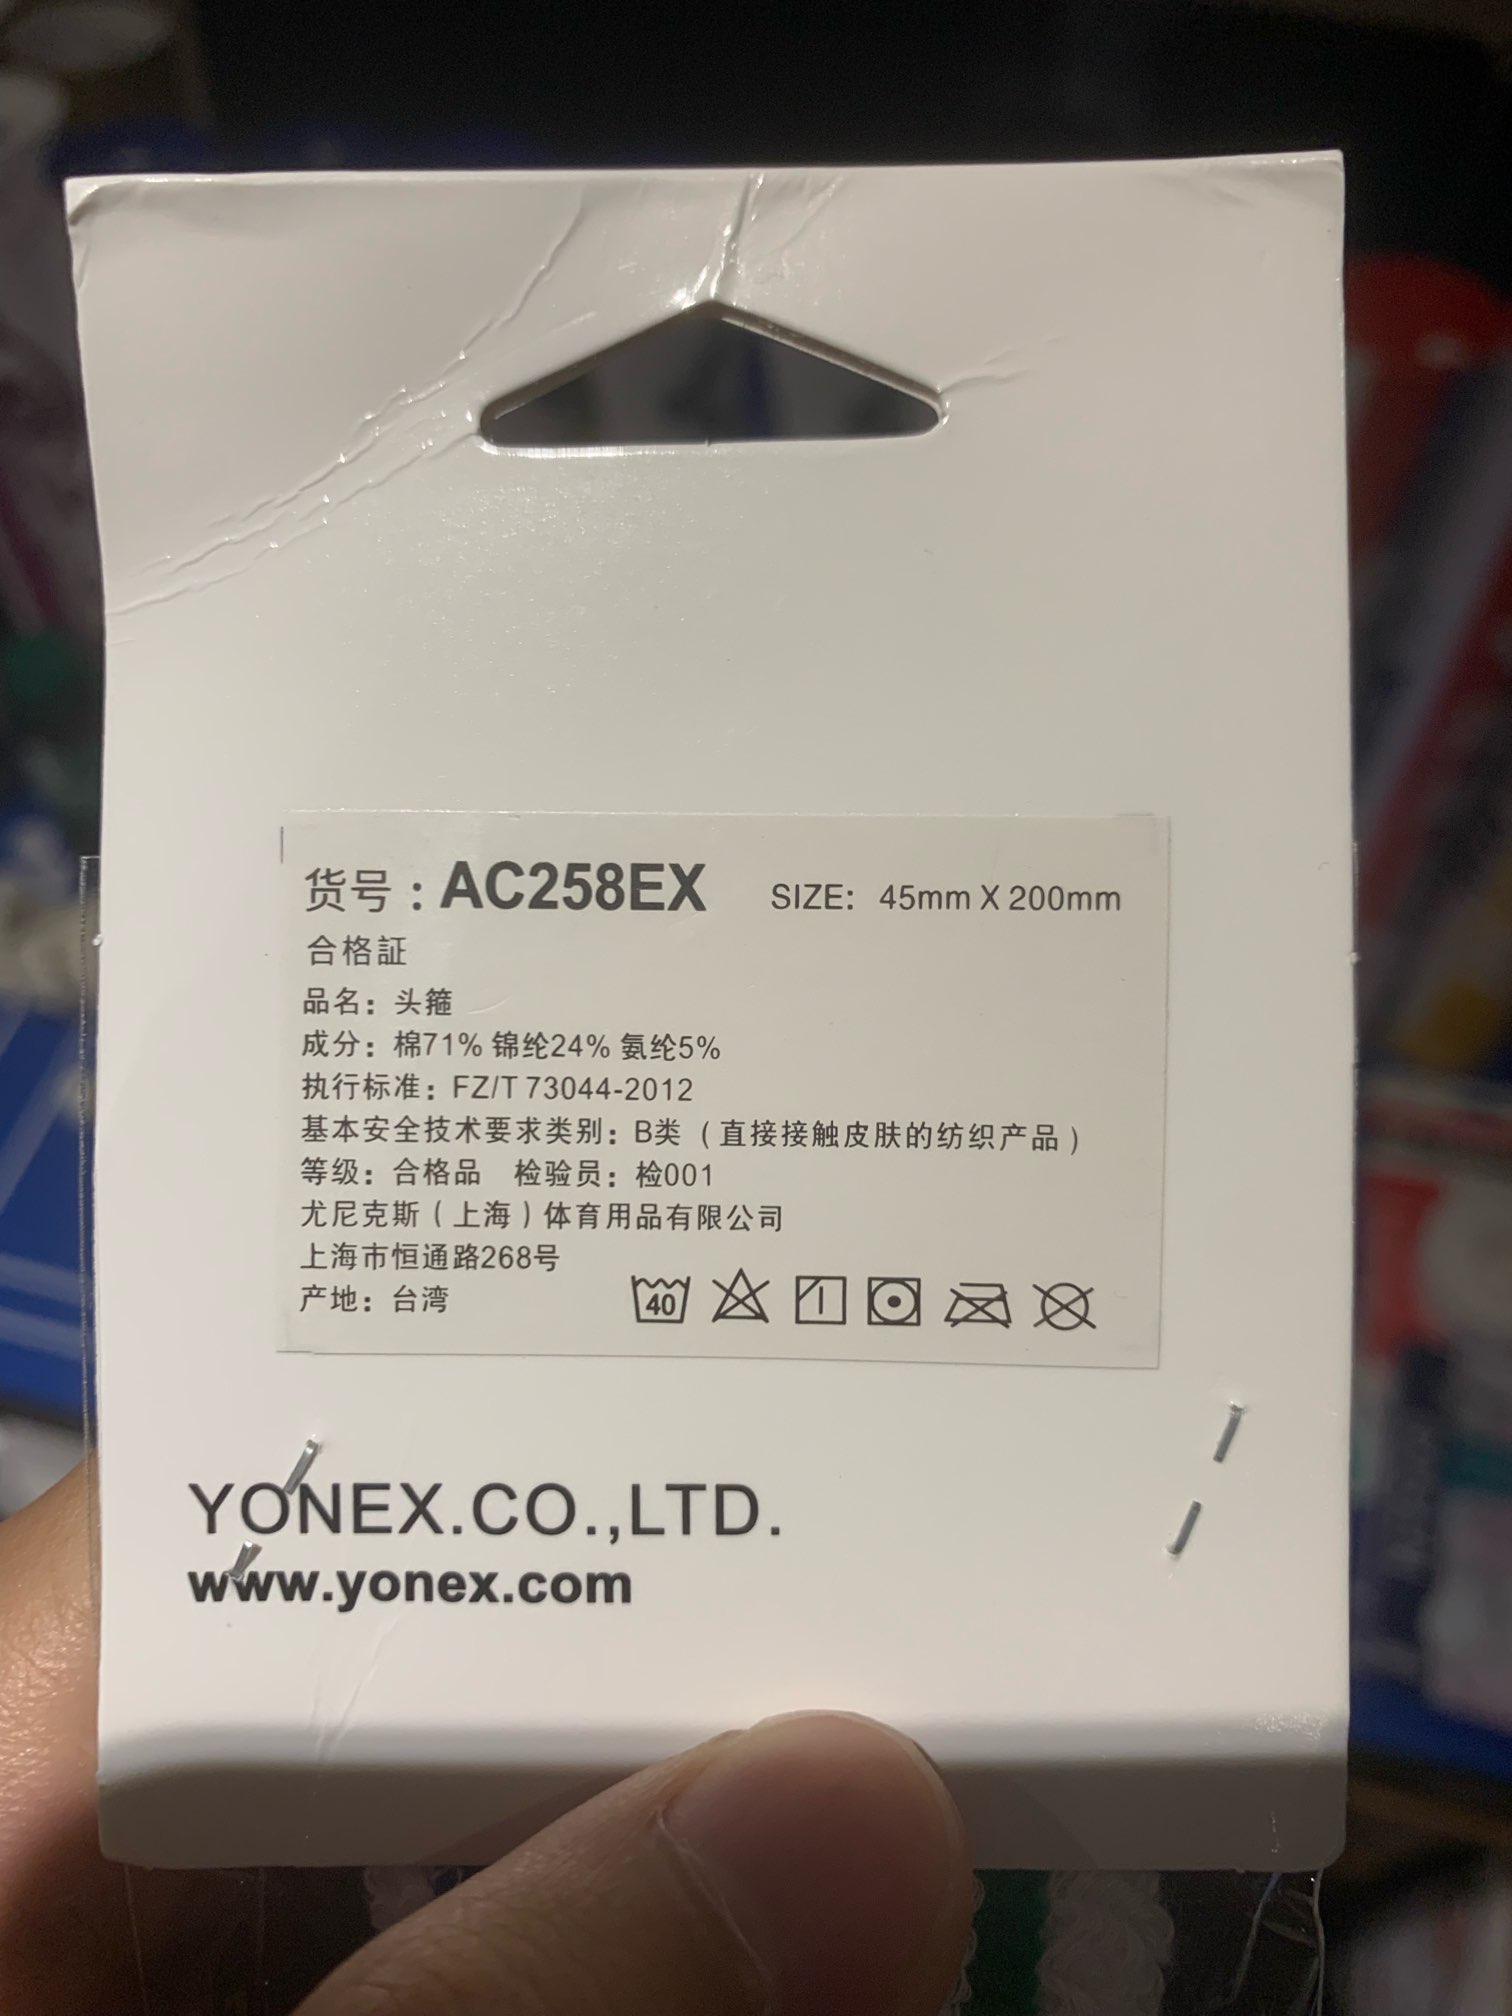 货号：AC258EX SIZE: 45mm X 200mm
合格証
品名：头箍
成分：棉71% 锦纶24% 氨纶5%
执行标准：FZ/T 73044-2012
基本安全技术要求类别：B类（直接接触皮肤的纺织产品）
等级：合格品 检验员：检001
尤尼克斯（上海）体育用品有限公司
上海市恒通路268号
产地：台湾
40
YONEX.CO.,LTD.
www.yonex.com